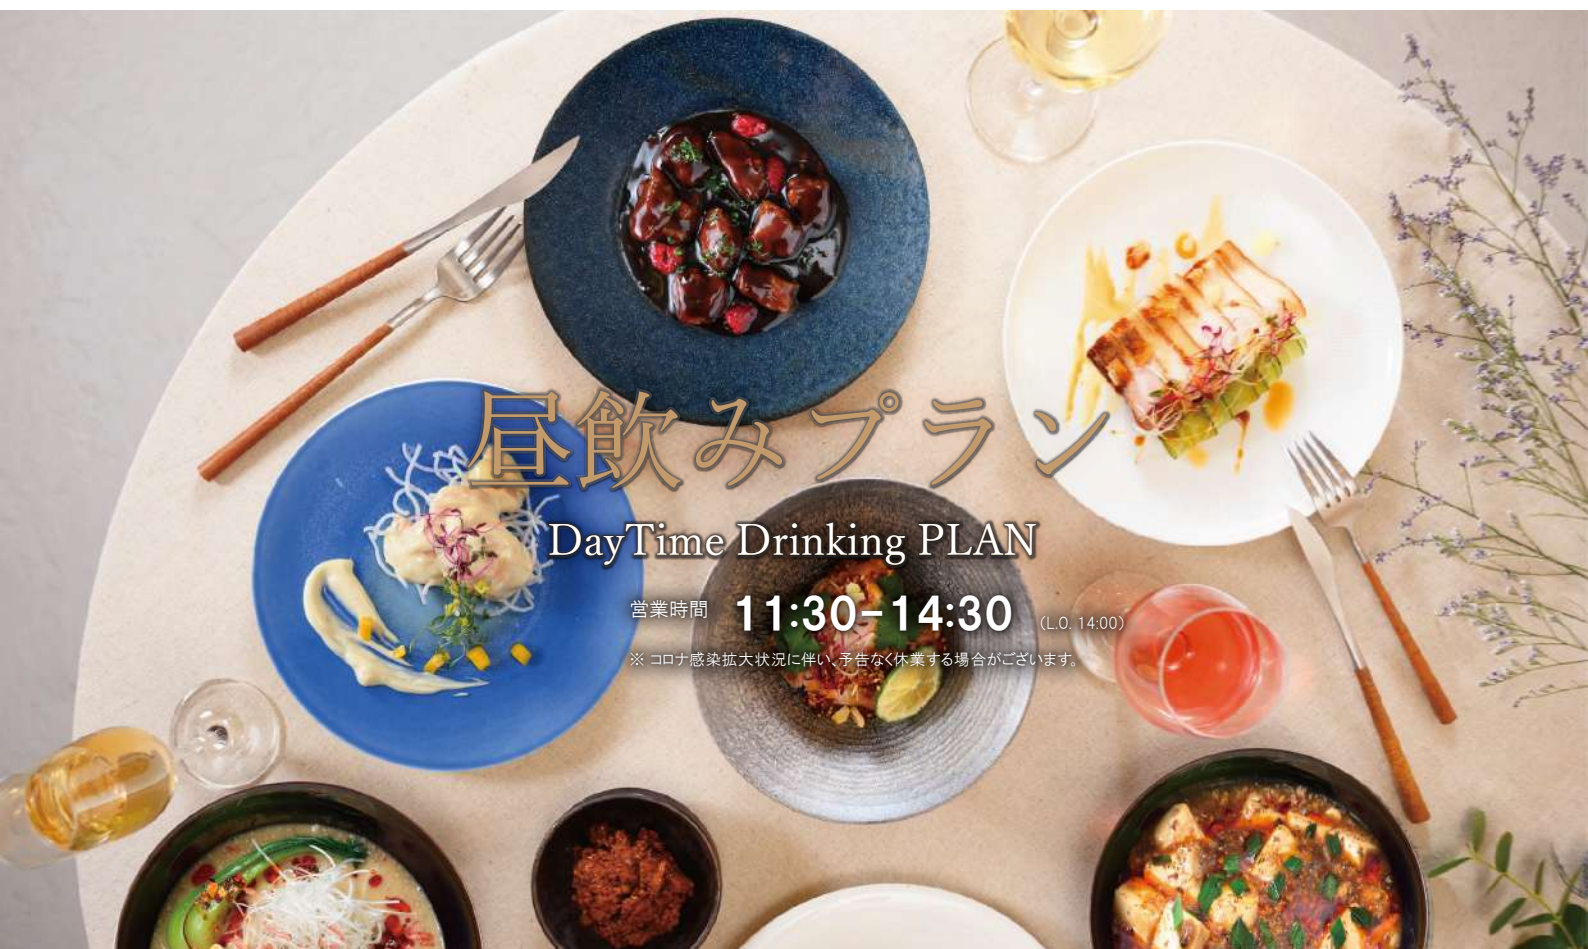 昼飲みプラン
DayTime Drinking PLAN
営業時間 11:30-14:30 (L.O. 14:00)
※ コロナ感染拡大状況に伴い、予告なく休業する場合がございます。